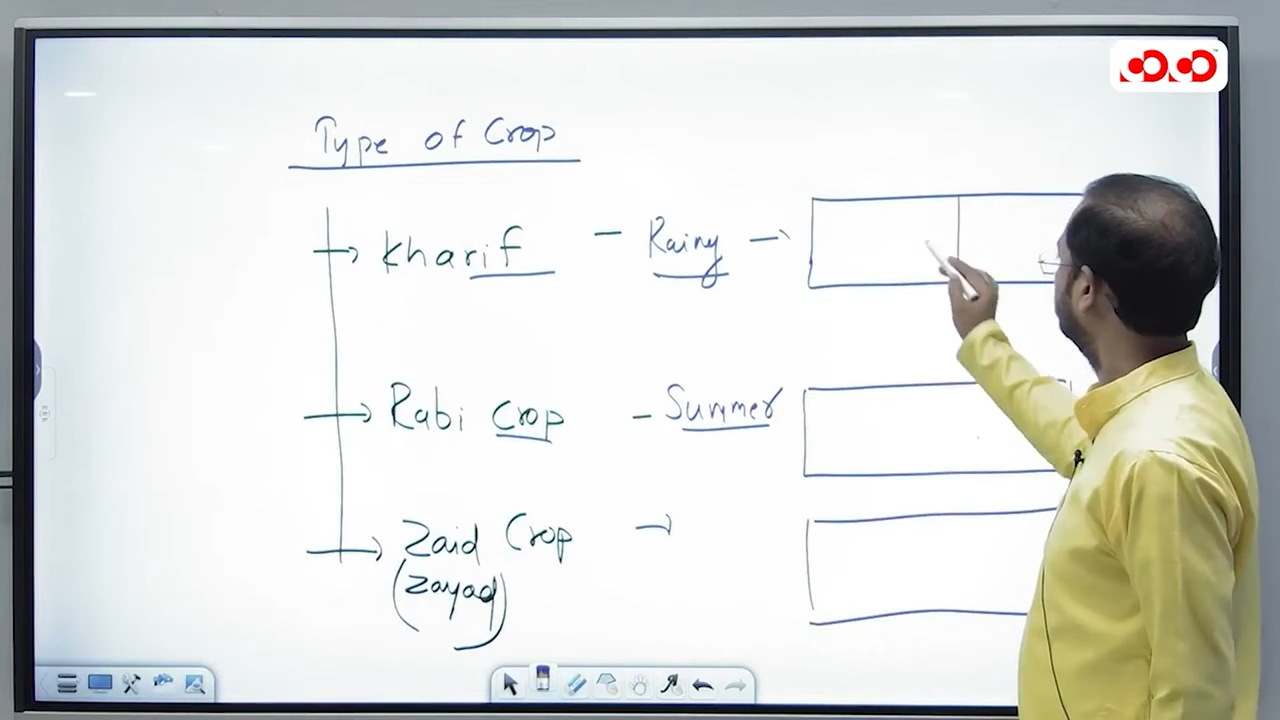 Type of Crop
Kharif - Rainy →
Rabi Crop - Summer
Zaid Crop →
(Zayad)